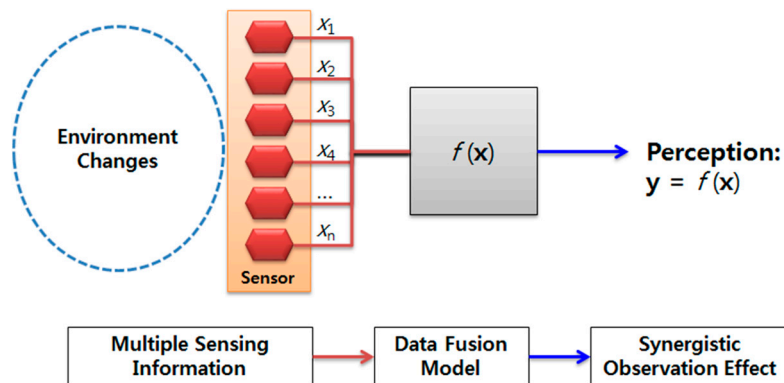 Environment
Changes
X1
X2
X3
X4
...
Xn
Sensor
f(x)
Perception:
y = f(x)
Multiple Sensing
Information
Data Fusion
Model
Synergistic
Observation Effect